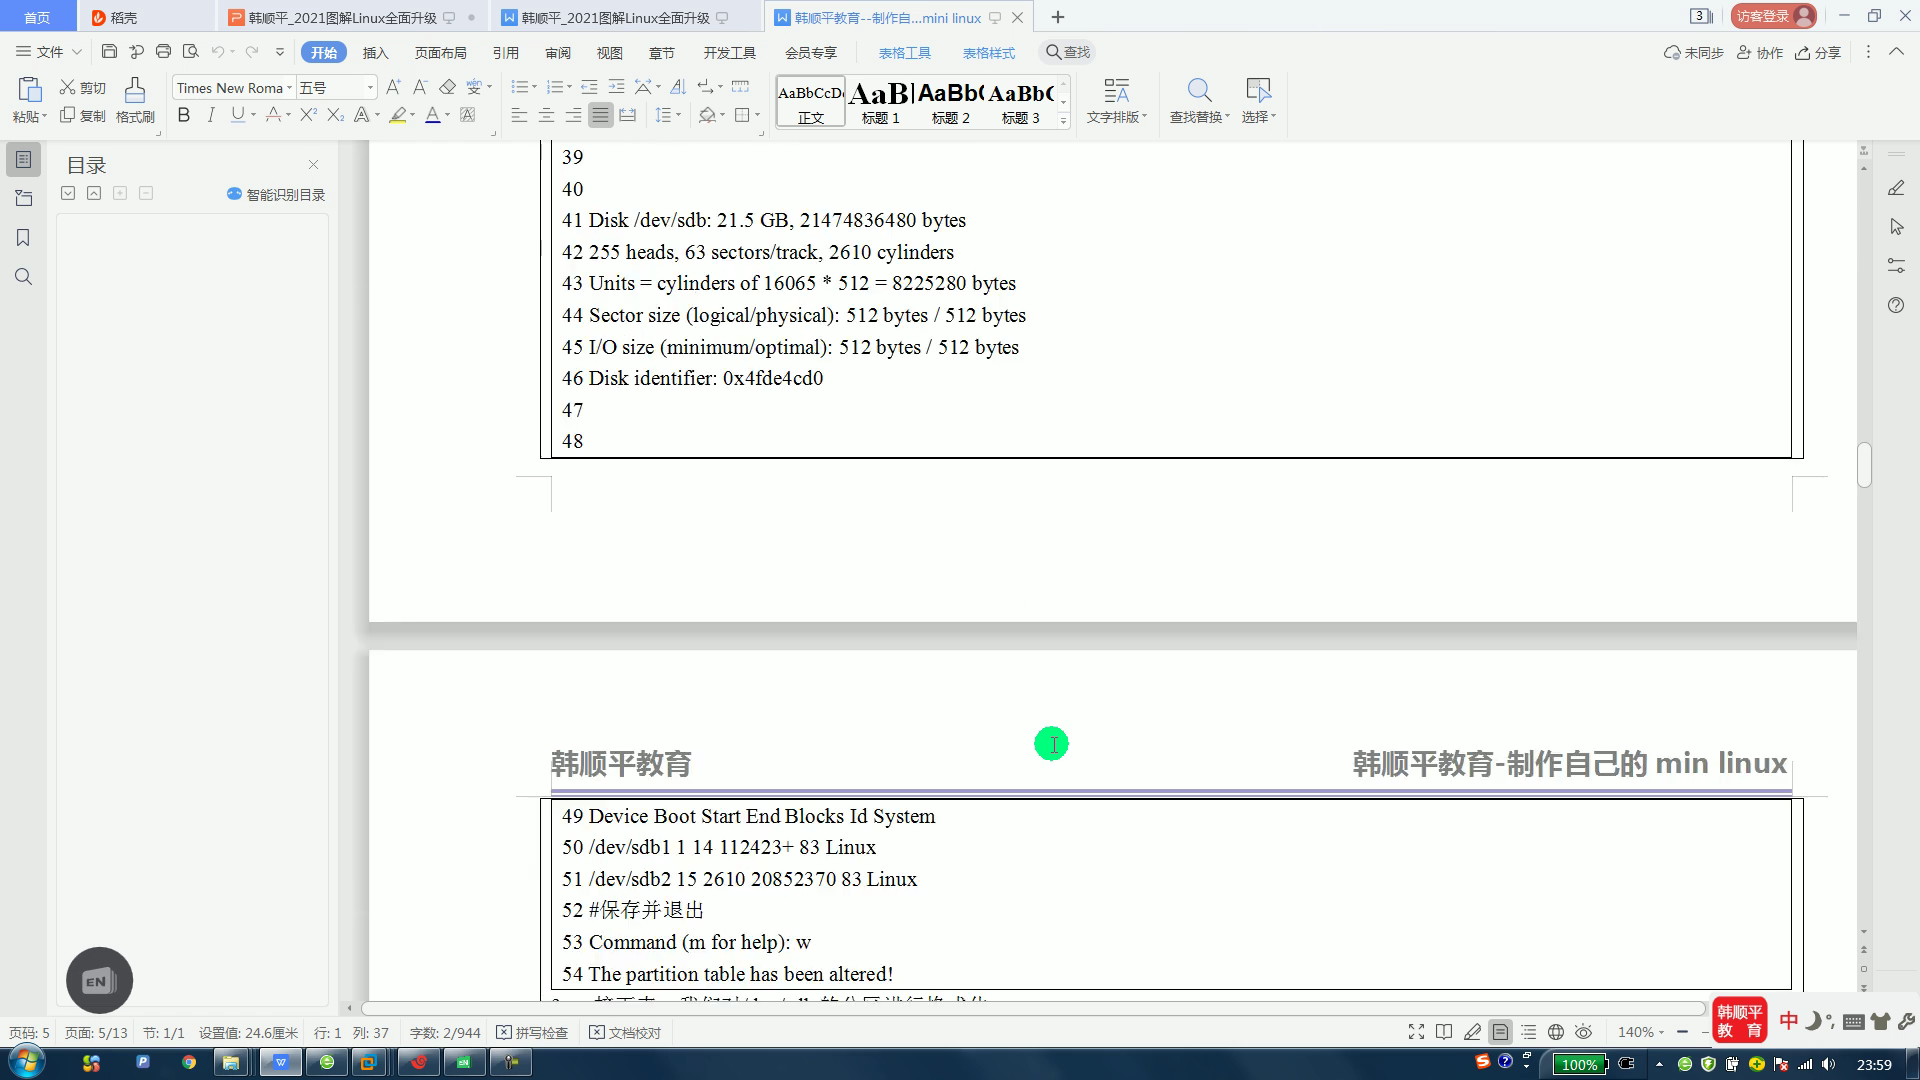 首页
稻壳
韩顺平_2021图解Linux全面升级
韩顺平_2021图解Linux全面升级
韩顺平教育--制作自...mini linux
3
访客登录
文件
开始
插入
页面布局
引用
审阅
视图
章节
开发工具
会员专享
表格工具
表格样式
查找
未同步
协作
分享
粘贴
剪切
复制
格式刷
Times New Roma
五号
AaBbCcD
正文
AaBl
标题 1
AaBb(
标题 2
AaBbC
标题 3
文字排版
查找替换
选择
目录
智能识别目录
39
40
41 Disk /dev/sdb: 21.5 GB, 21474836480 bytes
42 255 heads, 63 sectors/track, 2610 cylinders
43 Units = cylinders of 16065 * 512 = 8225280 bytes
44 Sector size (logical/physical): 512 bytes / 512 bytes
45 I/O size (minimum/optimal): 512 bytes / 512 bytes
46 Disk identifier: 0x4fde4cd0
47
48
韩顺平教育
韩顺平教育-制作自己的 min linux
49 Device Boot Start End Blocks Id System
50 /dev/sdb1 1 14 112423+ 83 Linux
51 /dev/sdb2 15 2610 20852370 83 Linux
52 #保存并退出
53 Command (m for help): w
54 The partition table has been altered!
EN
页码: 5
页面: 5/13
节: 1/1
设置值: 24.6厘米
行: 1
列: 37
字数: 2/944
拼写检查
文档校对
140%
韩顺平
教 育
中
100%
23:59